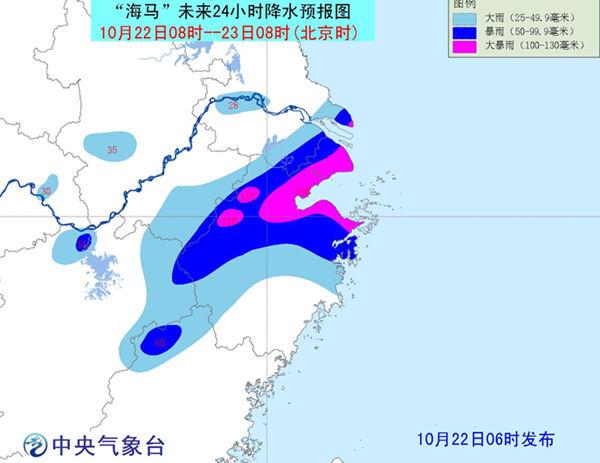 “海马”未来24小时降水预报图
10月22日08时--23日08时(北京时)
图例
大雨 (25-49.9毫米)
暴雨 (50-99.9毫米)
大暴雨 (100-130毫米)
28
35
30
中央气象台
10月22日06时发布